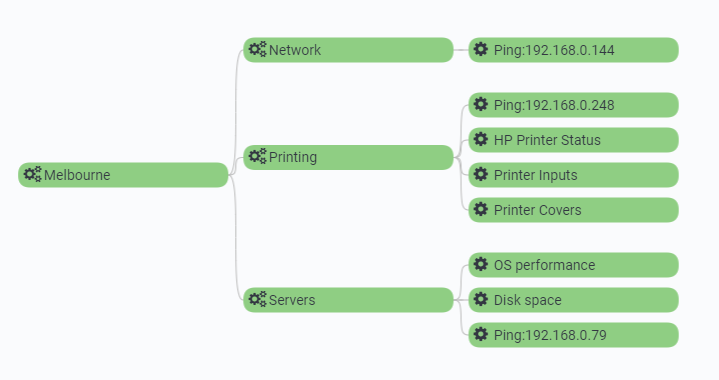 Melbourne
Network
Ping:192.168.0.144
Printing
Ping:192.168.0.248
HP Printer Status
Printer Inputs
Printer Covers
Servers
OS performance
Disk space
Ping:192.168.0.79